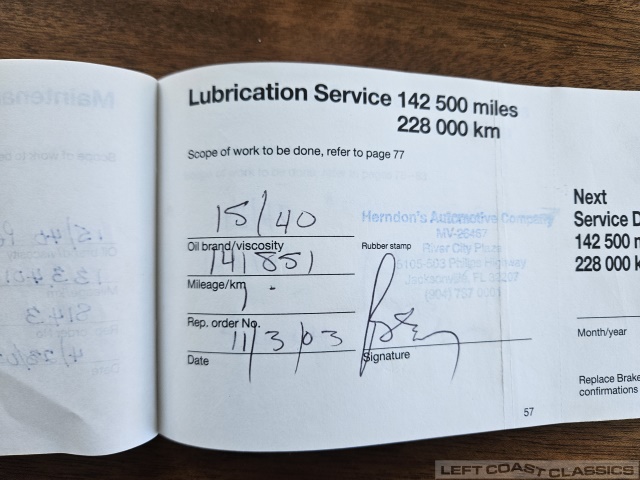 Lubrication Service 142 500 miles
228 000 km
Scope of work to be done, refer to page 77
15/40
Oil brand/viscosity
141851
Mileage/km
Rep. order No.
11/3/03
Date
Herndon's Automotive Company
River City Plaza
Jacksonville, FL
Rubber stamp
Signature
57
Next
Service D
142 500 m
228 000 k
Month/year
Replace Brake
confirmations
LEFT COAST CLASSICS